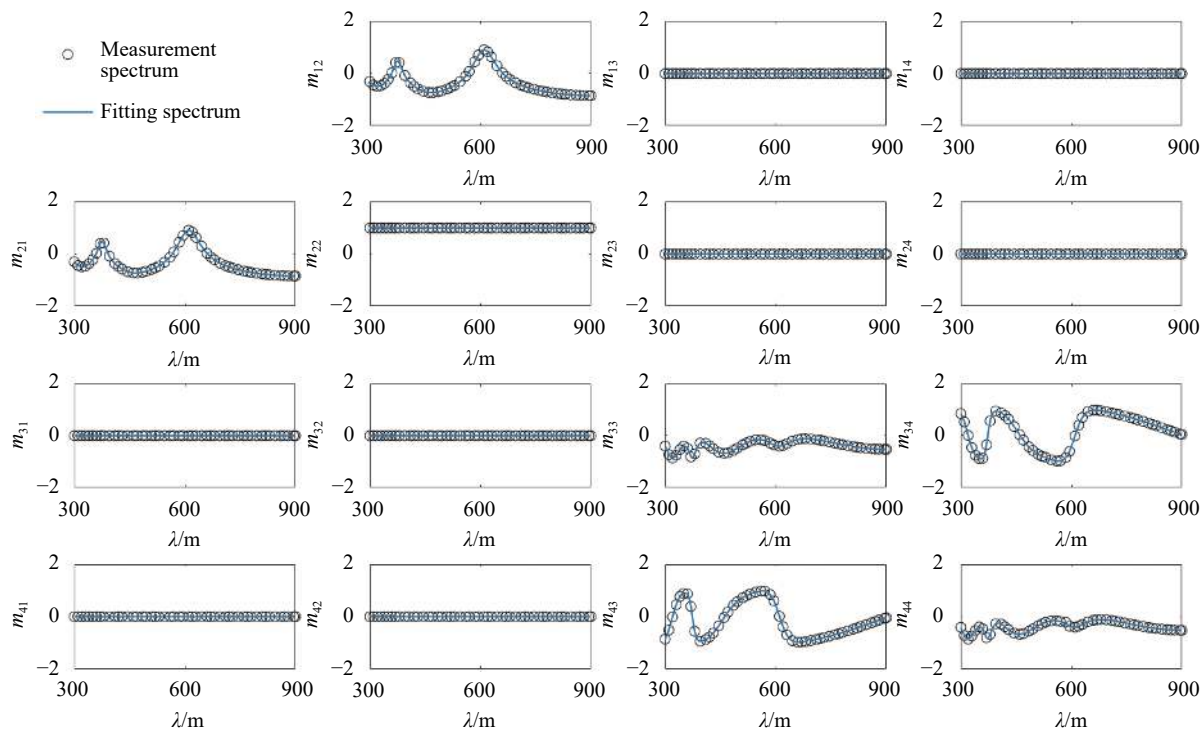 Measurement
spectrum
Fitting spectrum
2
0
−2
m12
300 600 900
λ/m
2
0
−2
m13
300 600 900
λ/m
2
0
−2
m14
300 600 900
λ/m
2
0
−2
m21
300 600 900
λ/m
2
0
−2
m22
300 600 900
λ/m
2
0
−2
m23
300 600 900
λ/m
2
0
−2
m24
300 600 900
λ/m
2
0
−2
m31
300 600 900
λ/m
2
0
−2
m32
300 600 900
λ/m
2
0
−2
m33
300 600 900
λ/m
2
0
−2
m34
300 600 900
λ/m
2
0
−2
m41
300 600 900
λ/m
2
0
−2
m42
300 600 900
λ/m
2
0
−2
m43
300 600 900
λ/m
2
0
−2
m44
300 600 900
λ/m